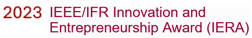 2023 IEEE/IFR Innovation and
Entrepreneurship Award (IERA)